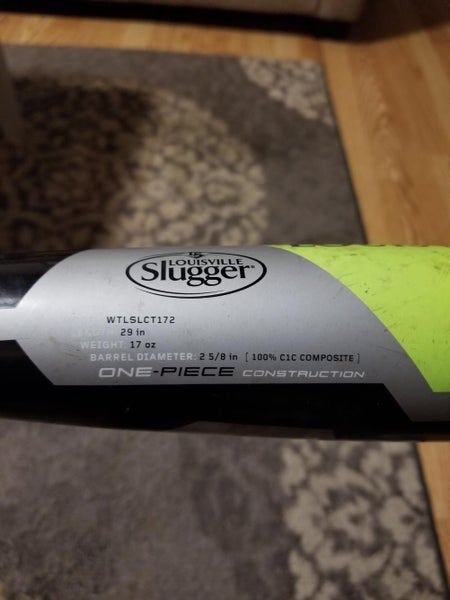 LS
LOUISVILLE
Slugger®
WTLSLCT172
29 in
WEIGHT: 17 oz
BARREL DIAMETER: 2 5/8 in [ 100% C1C COMPOSITE ]
ONE-PIECE CONSTRUCTION